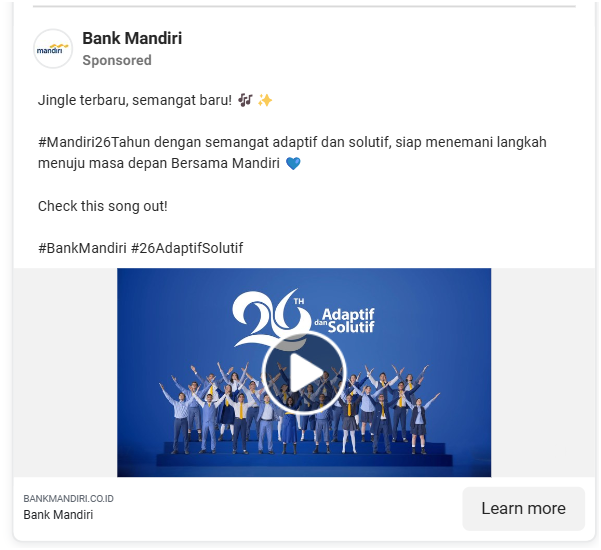 mandiri
Bank Mandiri
Sponsored
Jingle terbaru, semangat baru! 🎶 ✨
#Mandiri26Tahun dengan semangat adaptif dan solutif, siap menemani langkah
menuju masa depan Bersama Mandiri 💙
Check this song out!
#BankMandiri #26AdaptifSolutif
26TH Adaptif
dan Solutif
BANKMANDIRI.CO.ID
Bank Mandiri
Learn more